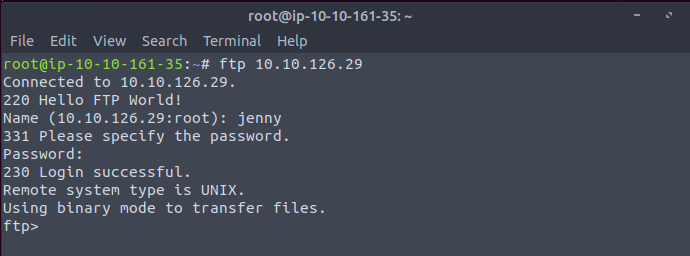 root@ip-10-10-161-35: ~
File Edit View Search Terminal Help
root@ip-10-10-161-35:~# ftp 10.10.126.29
Connected to 10.10.126.29.
220 Hello FTP World!
Name (10.10.126.29:root): jenny
331 Please specify the password.
Password:
230 Login successful.
Remote system type is UNIX.
Using binary mode to transfer files.
ftp>